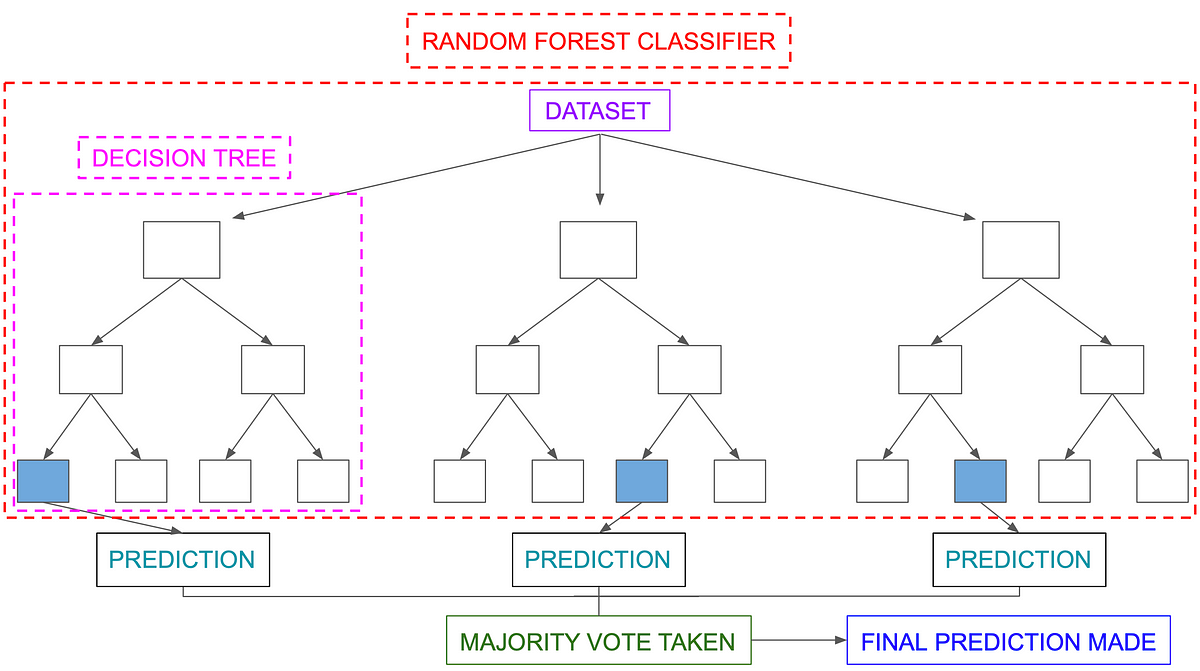 RANDOM FOREST CLASSIFIER
DATASET
DECISION TREE
PREDICTION
PREDICTION
PREDICTION
MAJORITY VOTE TAKEN
FINAL PREDICTION MADE